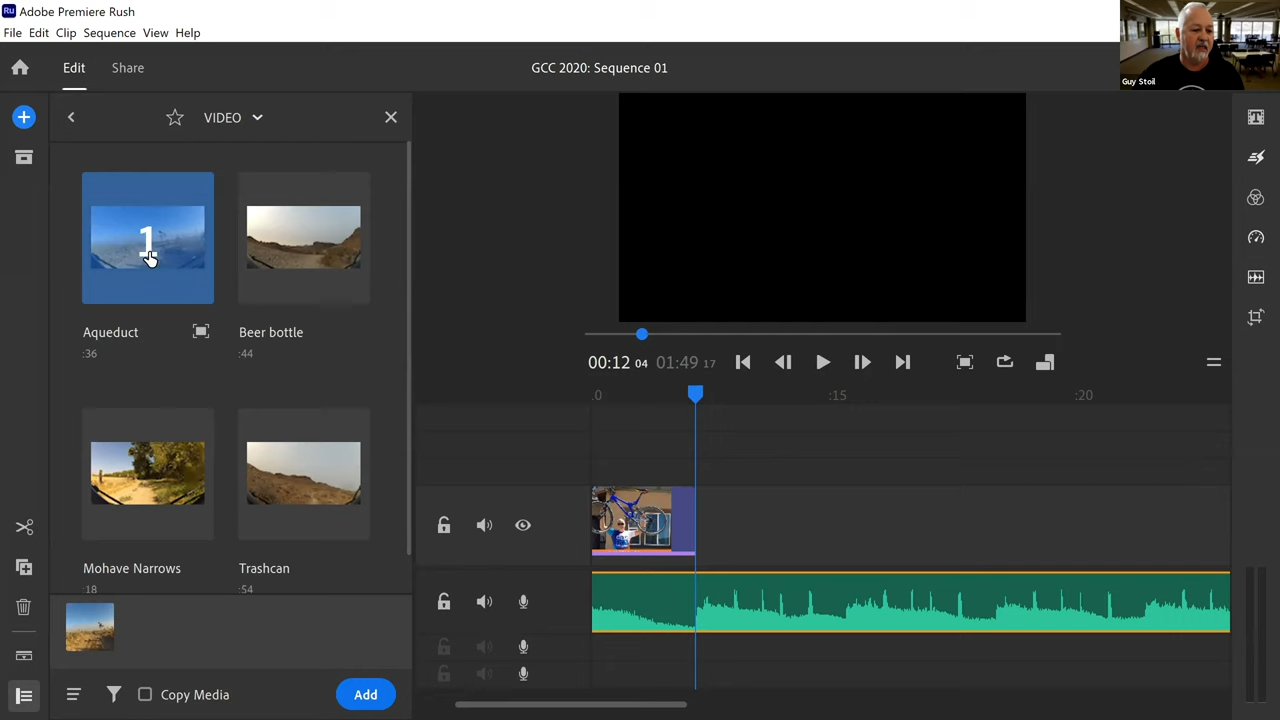 Ru Adobe Premiere Rush
File Edit Clip Sequence View Help
Edit Share GCC 2020: Sequence 01
Guy Stoil
VIDEO
1
Aqueduct
:36
Beer bottle
:44
Mohave Narrows
:18
Trashcan
:54
Copy Media Add
00:12 04 01:49 17
.0 :15 :20